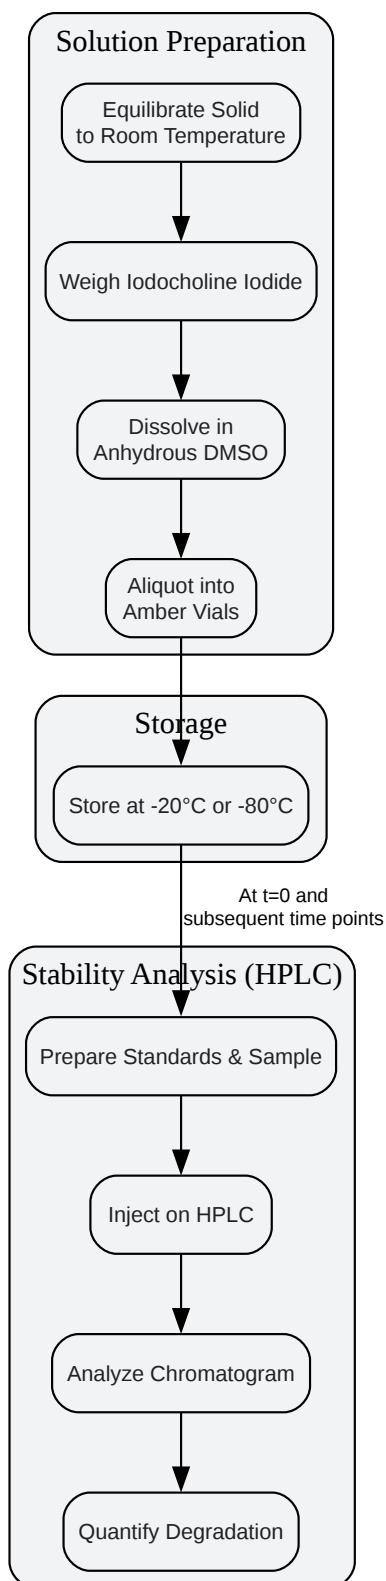 Solution Preparation
Equilibrate Solid
to Room Temperature
Weigh Iodocholine Iodide
Dissolve in
Anhydrous DMSO
Aliquot into
Amber Vials
Storage
Store at -20°C or -80°C
At t=0 and
subsequent time points
Stability Analysis (HPLC)
Prepare Standards & Sample
Inject on HPLC
Analyze Chromatogram
Quantify Degradation